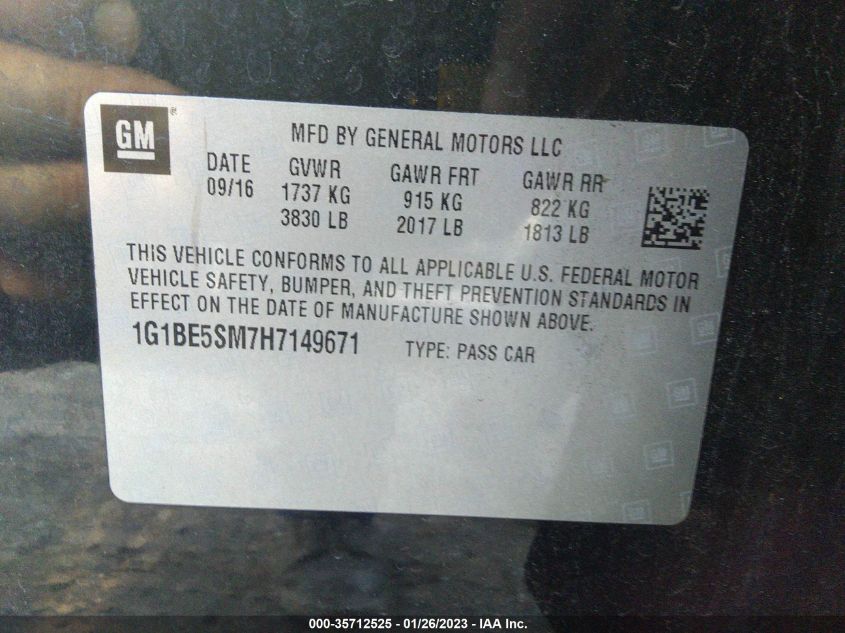 GM®
MFD BY GENERAL MOTORS LLC
DATE GVWR GAWR FRT GAWR RR
09/16 1737 KG 915 KG 822 KG
3830 LB 2017 LB 1813 LB
THIS VEHICLE CONFORMS TO ALL APPLICABLE U.S. FEDERAL MOTOR
VEHICLE SAFETY, BUMPER, AND THEFT PREVENTION STANDARDS IN
EFFECT ON THE DATE OF MANUFACTURE SHOWN ABOVE.
1G1BE5SM7H7149671 TYPE: PASS CAR
000-35712525 - 01/26/2023 - IAA Inc.